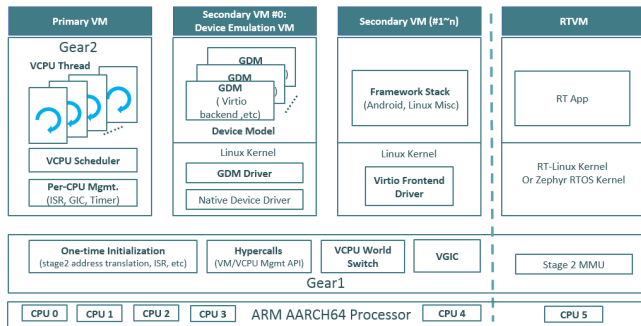 Primary VM
Gear2
VCPU Thread
VCPU Scheduler
Per-CPU Mgmt.
(ISR, GIC, Timer)
Secondary VM #0:
Device Emulation VM
GDM
GDM
GDM
( Virtio
backend ,etc)
Device Model
Linux Kernel
GDM Driver
Native Device Driver
Secondary VM (#1~n)
Framework Stack
(Android, Linux Misc)
Linux Kernel
Virtio Frontend
Driver
RTVM
RT App
RT-Linux Kernel
Or Zephyr RTOS Kernel
One-time Initialization
(stage2 address translation, ISR, etc)
Hypercalls
(VM/VCPU Mgmt API)
VCPU World
Switch
VGIC
Stage 2 MMU
Gear1
CPU 0
CPU 1
CPU 2
CPU 3
ARM AARCH64 Processor
CPU 4
CPU 5